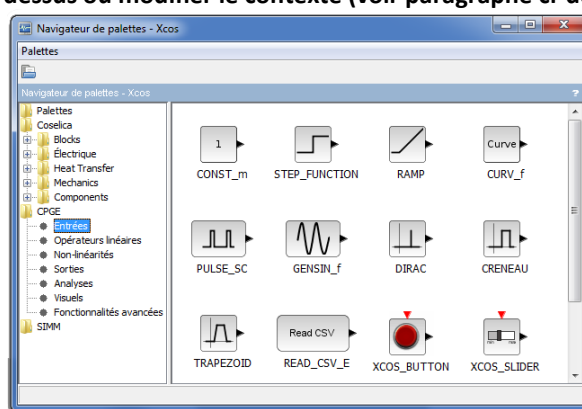 dessus ou modifier le contexte (voir paragraphe ci-de
Navigateur de palettes - Xcos
Palettes
Navigateur de palettes - Xcos
?
Palettes
Coselica
Blocks
Électrique
Heat Transfer
Mechanics
Components
CPGE
Entrées
Opérateurs linéaires
Non-linéarités
Sorties
Analyses
Visuels
Fonctionnalités avancées
SIMM
1
Curve
CONST_m STEP_FUNCTION RAMP CURV_f
PULSE_SC GENSIN_f DIRAC CRENEAU
Read CSV
TRAPEZOID READ_CSV_E XCOS_BUTTON XCOS_SLIDER